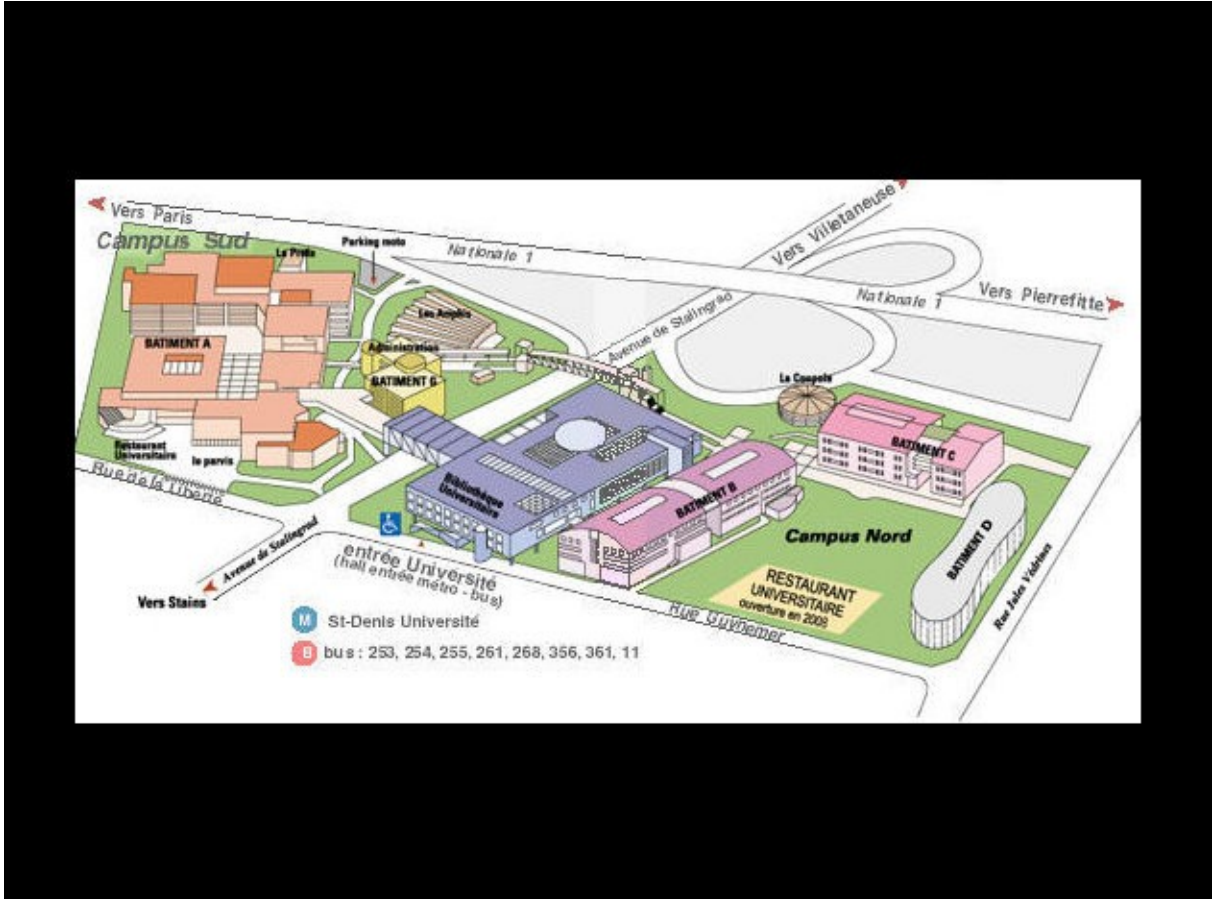 Vers Paris
Campus Sud
Parking moto
Nationale 1
Vers Villetaneuse
Nationale 1
Vers Pierrefitte
Les Amphis
Avenue de Stalingrad
BATIMENT A
Administration
BATIMENT G
La Coupole
BATIMENT C
Restaurant
Universitaire
le parvis
Rue de la Liberté
Bibliothèque
Universitaire
BATIMENT B
Campus Nord
BATIMENT D
Avenue de Stalingrad
Vers Stains
entrée Université
(hall entrée métro - bus)
RESTAURANT
UNIVERSITAIRE
ouverture en 2008
Rue Guynemer
Rue Jules Védrines
M St-Denis Université
B bus : 253, 254, 255, 261, 268, 356, 361, 11